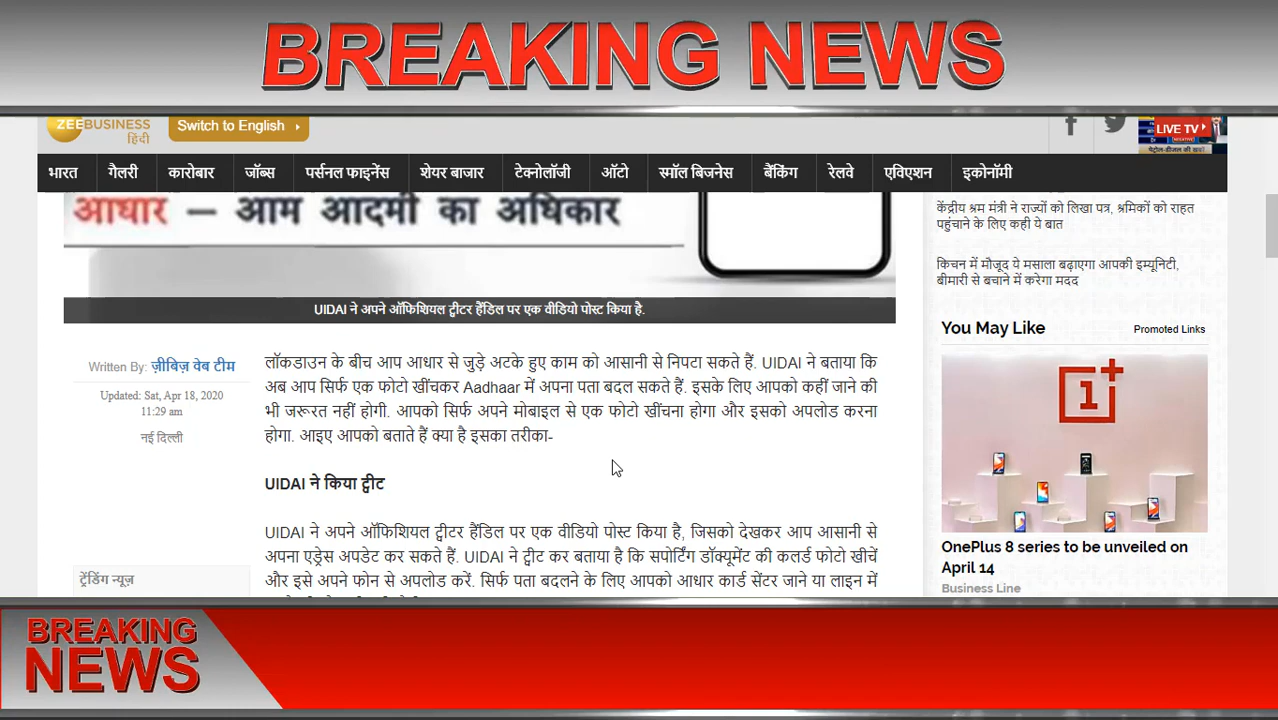 BREAKING NEWS
ZEEBUSINESS
हिंदी
Switch to English
LIVE TV
भारत गैलरी कारोबार जॉब्स पर्सनल फाइनेंस शेयर बाजार टेक्नोलॉजी ऑटो स्मॉल बिजनेस बैंकिंग रेलवे एविएशन इकोनॉमी
आधार – आम आदमी का अधिकार
UIDAI ने अपने ऑफिशियल ट्वीटर हैंडिल पर एक वीडियो पोस्ट किया है.
Written By: ज़ीबिज़ वेब टीम
Updated: Sat, Apr 18, 2020
11:29 am
नई दिल्ली
ट्रेंडिंग न्यूज़
लॉकडाउन के बीच आप आधार से जुड़े अटके हुए काम को आसानी से निपटा सकते हैं. UIDAI ने बताया कि
अब आप सिर्फ एक फोटो खींचकर Aadhaar में अपना पता बदल सकते हैं. इसके लिए आपको कहीं जाने की
भी जरूरत नहीं होगी. आपको सिर्फ अपने मोबाइल से एक फोटो खींचना होगा और इसको अपलोड करना
होगा. आइए आपको बताते हैं क्या है इसका तरीका-
UIDAI ने किया ट्वीट
UIDAI ने अपने ऑफिशियल ट्वीटर हैंडिल पर एक वीडियो पोस्ट किया है, जिसको देखकर आप आसानी से
अपना एड्रेस अपडेट कर सकते हैं. UIDAI ने ट्वीट कर बताया है कि सपोर्टिंग डॉक्यूमेंट की कलर्ड फोटो खीचें
और इसे अपने फोन से अपलोड करें. सिर्फ पता बदलने के लिए आपको आधार कार्ड सेंटर जाने या लाइन में
केंद्रीय श्रम मंत्री ने राज्यों को लिखा पत्र, श्रमिकों को राहत
पहुंचाने के लिए कही ये बात
किचन में मौजूद ये मसाला बढ़ाएगा आपकी इम्यूनिटी,
बीमारी से बचाने में करेगा मदद
You May Like Promoted Links
OnePlus 8 series to be unveiled on
April 14
Business Line
BREAKING
NEWS